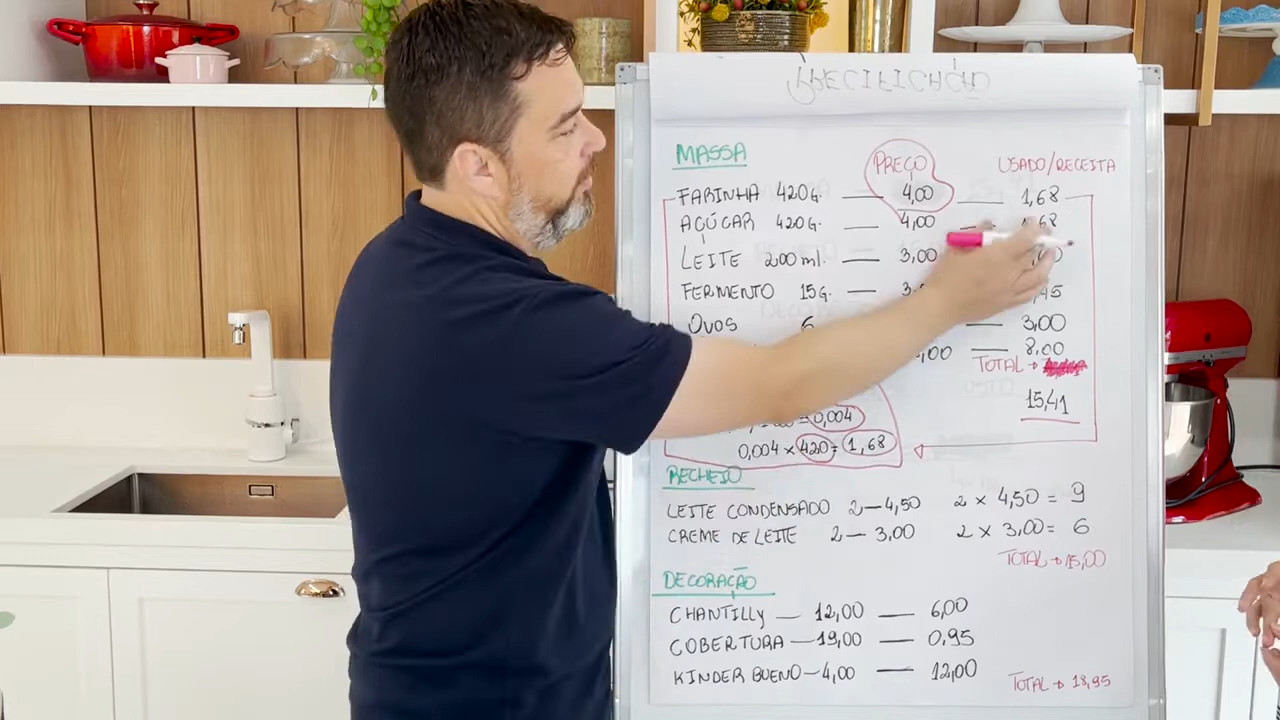 PRECIFICAÇÃO
MASSA PREÇO USADO/RECEITA
FARINHA 420G. — 4,00 — 1,68
AÇÚCAR 420G. — 4,00 — 68
LEITE 200ml. — 3,00
FERMENTO 15G. — 3, 45
OVOS 6 — 3,00
,00 — 8,00
TOTAL →
15,41
=0,004
0,004 x 420 = 1,68
RECHEIO
LEITE CONDENSADO 2—4,50 2 x 4,50 = 9
CREME DE LEITE 2—3,00 2 x 3,00 = 6
TOTAL → 15,00
DECORAÇÃO
CHANTILLY — 12,00 — 6,00
COBERTURA — 19,00 — 0,95
KINDER BUENO — 4,00 — 12,00
TOTAL → 18,95